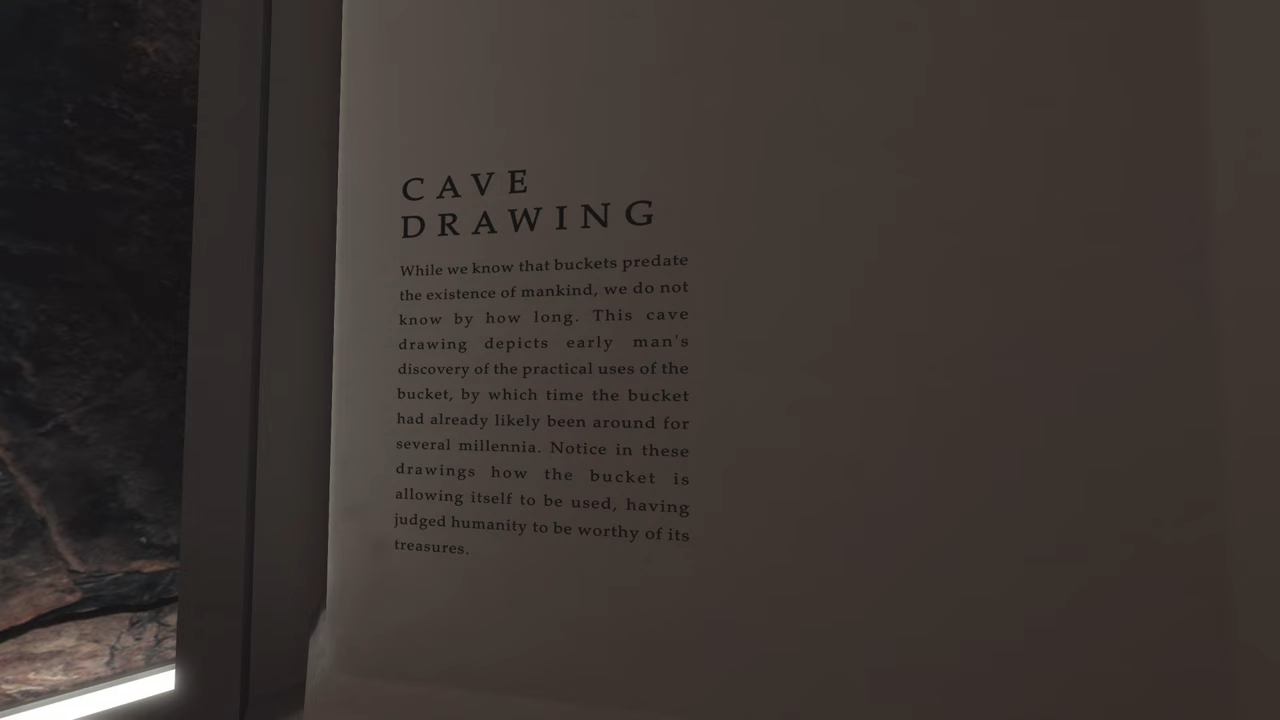 CAVE
DRAWING
While we know that buckets predate
the existence of mankind, we do not
know by how long. This cave
drawing depicts early man's
discovery of the practical uses of the
bucket, by which time the bucket
had already likely been around for
several millennia. Notice in these
drawings how the bucket is
allowing itself to be used, having
judged humanity to be worthy of its
treasures.